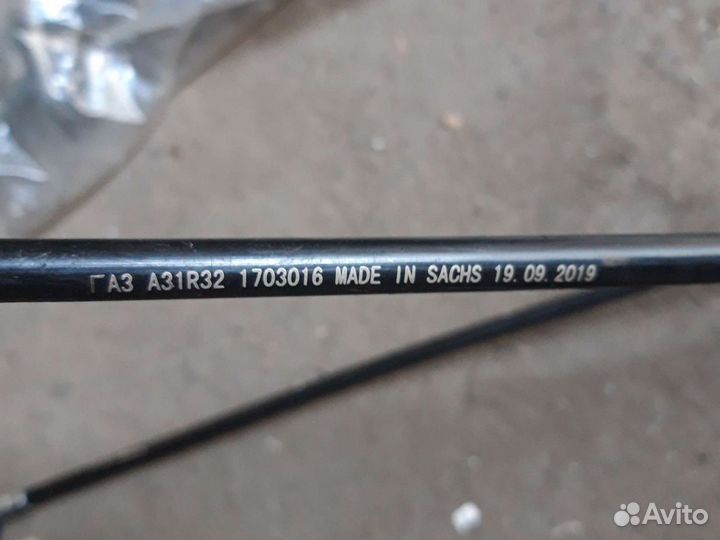 ГАЗ A31R32 1703016 MADE IN SACHS 19.09.2019
Avito